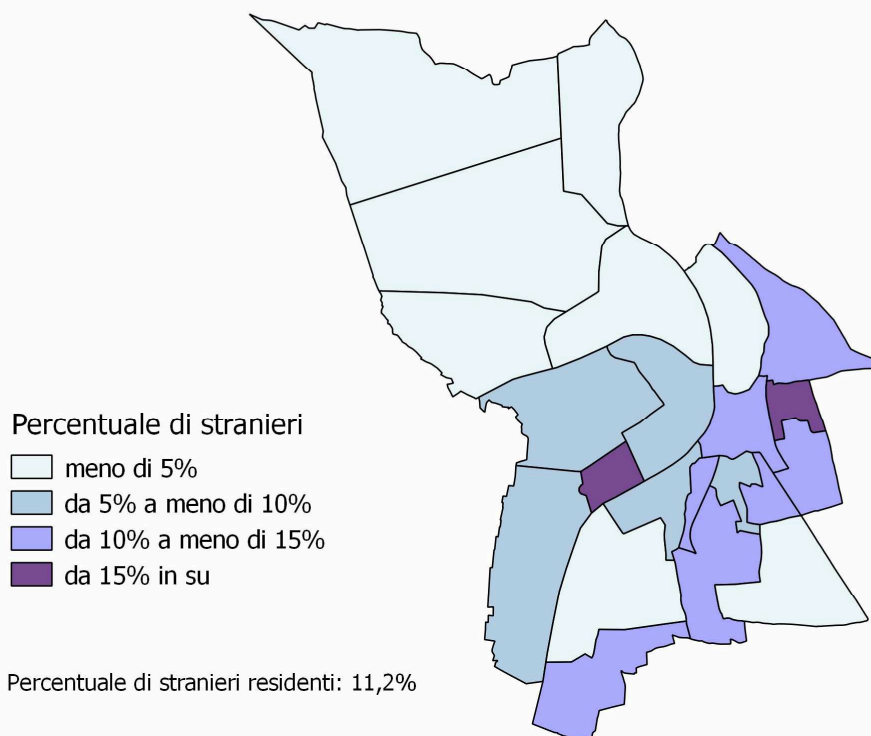 Percentuale di stranieri
meno di 5%
da 5% a meno di 10%
da 10% a meno di 15%
da 15% in su
Percentuale di stranieri residenti: 11,2%